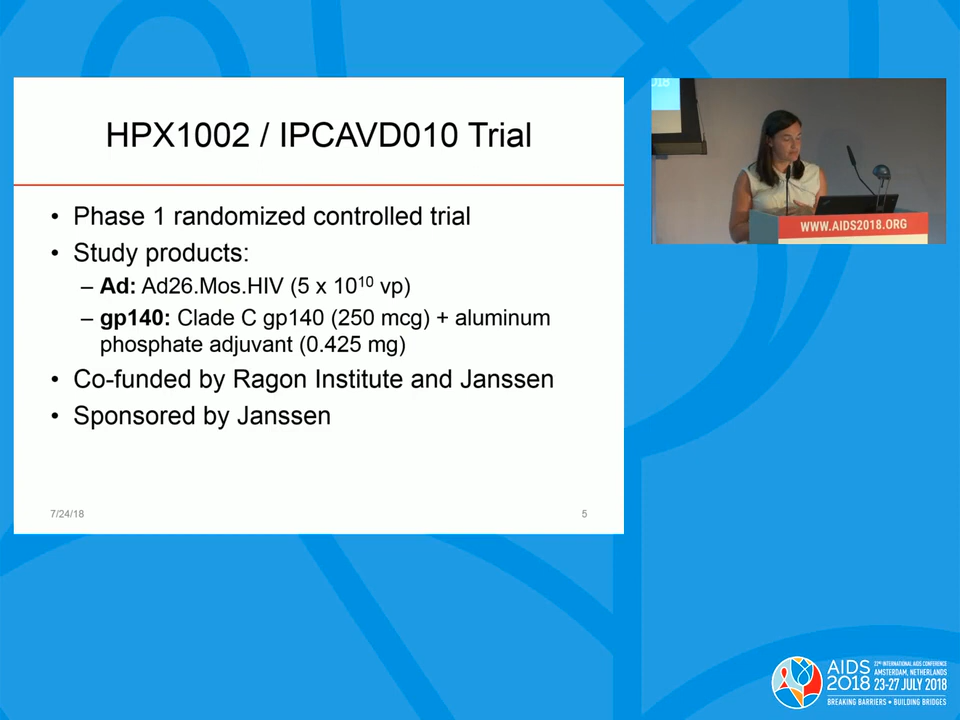 HPX1002 / IPCAVD010 Trial
• Phase 1 randomized controlled trial
• Study products:
– Ad: Ad26.Mos.HIV (5 x 10¹⁰ vp)
– gp140: Clade C gp140 (250 mcg) + aluminum
phosphate adjuvant (0.425 mg)
• Co-funded by Ragon Institute and Janssen
• Sponsored by Janssen
7/24/18
5
WWW.AIDS2018.ORG
AIDS
2018
22ND INTERNATIONAL AIDS CONFERENCE
AMSTERDAM, NETHERLANDS
23-27 JULY 2018
BREAKING BARRIERS • BUILDING BRIDGES